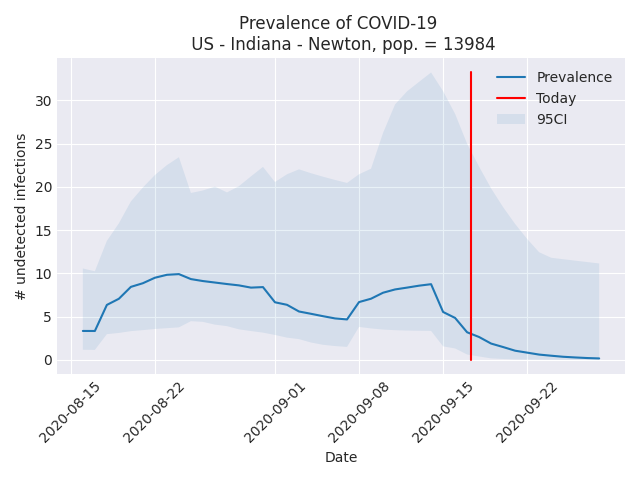 Prevalence of COVID-19
US - Indiana - Newton, pop. = 13984
# undetected infections
30
25
20
15
10
5
0
Prevalence
Today
95CI
2020-08-15
2020-08-22
2020-09-01
2020-09-08
2020-09-15
2020-09-22
Date